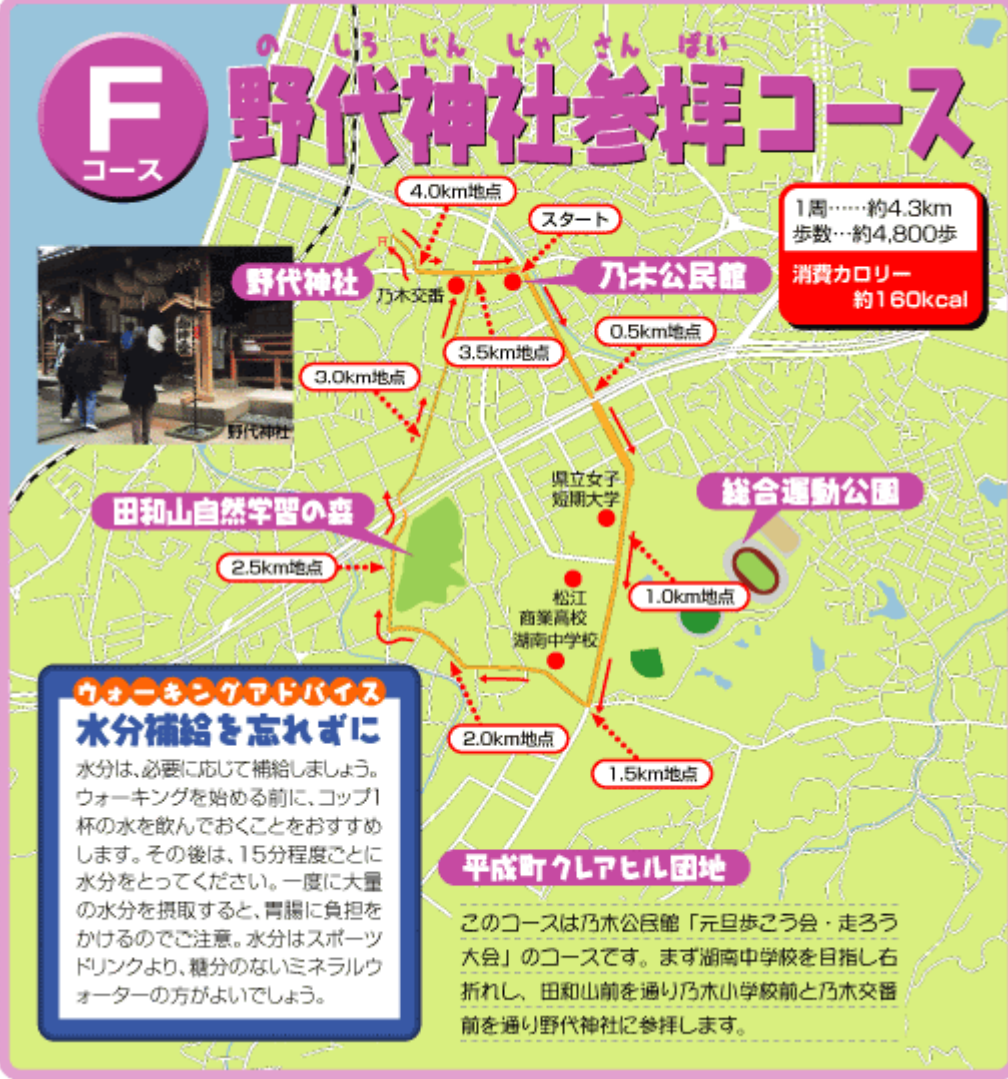 F
コース
の しろ じん じゃ さん ぱい
野代神社参拝コース
1周……約4.3km
歩数…約4,800歩
消費カロリー
約160kcal
4.0km地点
スタート
野代神社
乃木交番
乃木公民館
3.5km地点
0.5km地点
3.0km地点
野代神社
県立女子
短期大学
総合運動公園
田和山自然学習の森
2.5km地点
1.0km地点
松江
商業高校
湖南中学校
2.0km地点
1.5km地点
ウォーキングアドバイス
水分補給を忘れずに
水分は、必要に応じて補給しましょう。
ウォーキングを始める前に、コップ1
杯の水を飲んでおくことをおすすめ
します。その後は、15分程度ごとに
水分をとってください。一度に大量
の水分を摂取すると、胃腸に負担を
かけるのでご注意。水分はスポーツ
ドリンクより、糖分のないミネラルウ
ォーターの方がよいでしょう。
平成町クレアヒル団地
このコースは乃木公民館「元旦歩こう会・走ろう
大会」のコースです。まず湖南中学校を目指し右
折れし、田和山前を通り乃木小学校前と乃木交番
前を通り野代神社に参拝します。